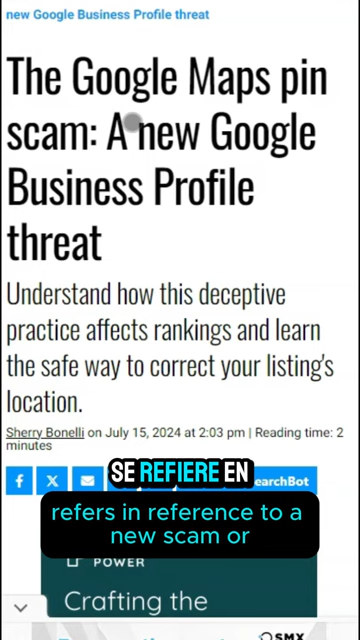 new Google Business Profile threat
The Google Maps pin
scam: A new Google
Business Profile
threat
Understand how this deceptive
practice affects rankings and learn
the safe way to correct your listing's
location.
Sherry Bonelli on July 15, 2024 at 2:03 pm | Reading time: 2
minutes
SE REFIERE EN
earchBot
refers in reference to a
new scam or
POWER
Crafting the
SMX